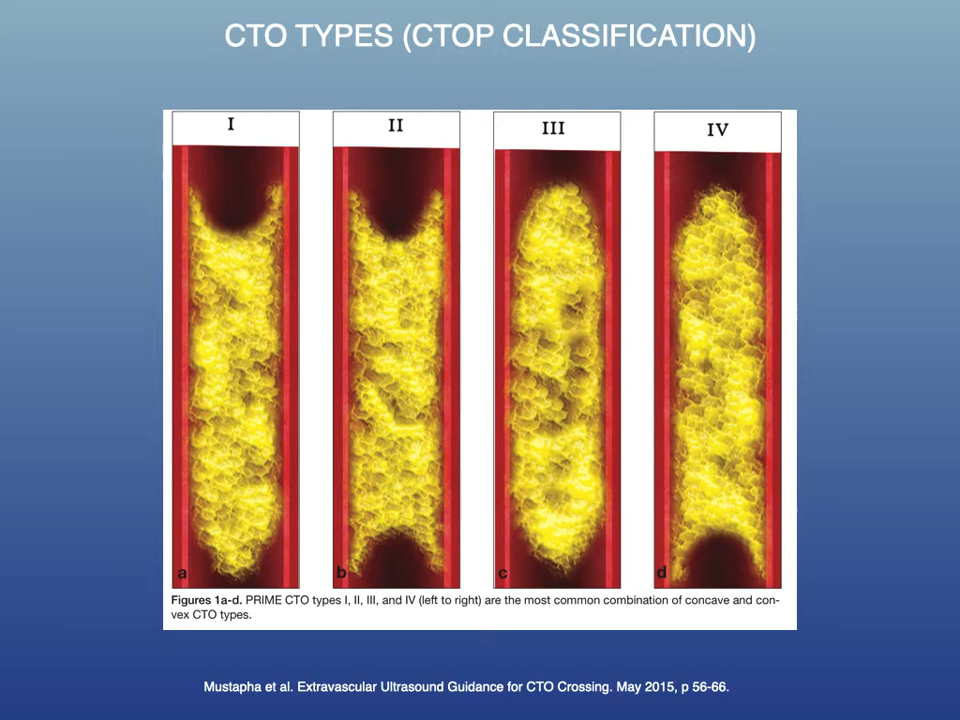 CTO TYPES (CTOP CLASSIFICATION)
I II III IV
a b c d
Figures 1a-d. PRIME CTO types I, II, III, and IV (left to right) are the most common combination of concave and con-
vex CTO types.
Mustapha et al. Extravascular Ultrasound Guidance for CTO Crossing. May 2015, p 56-66.